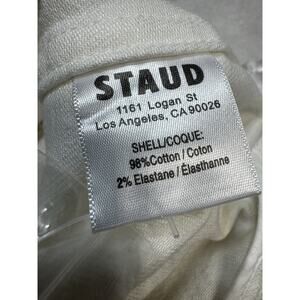 STAUD
1161 Logan St
Los Angeles, CA 90026
SHELL/COQUE:
98%Cotton / Coton
2% Elastane / Élasthanne